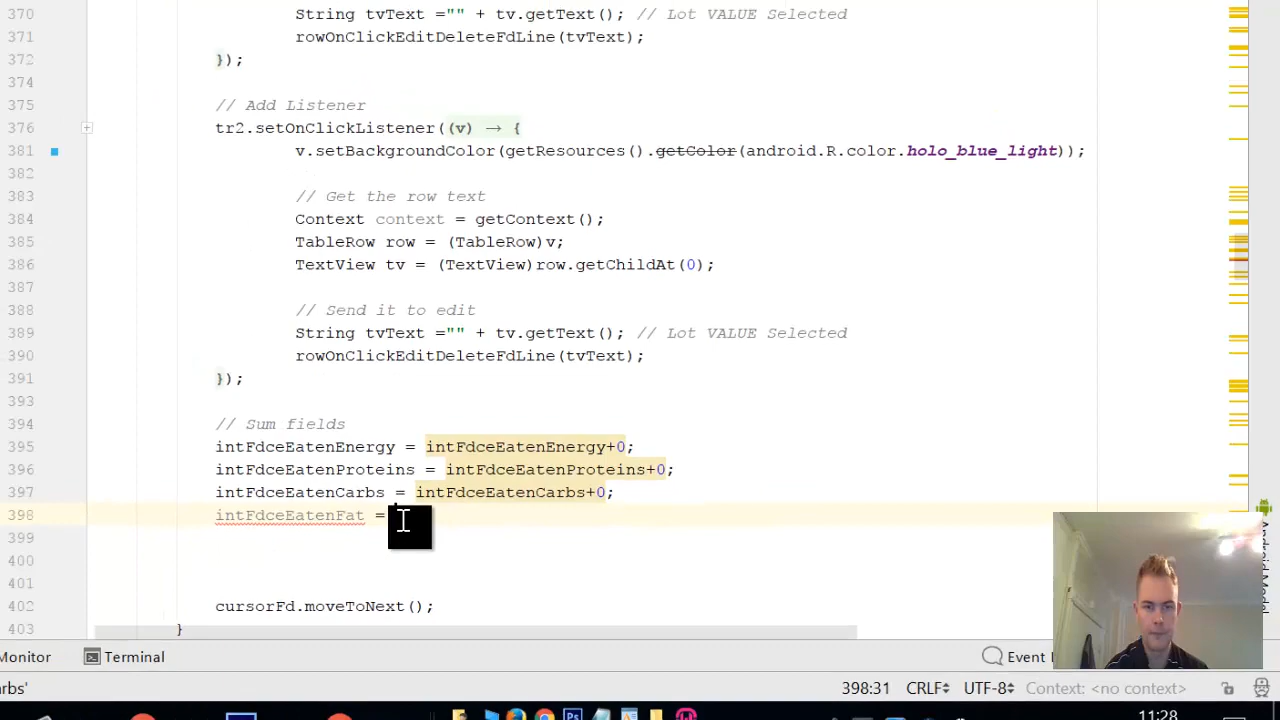 370 String tvText ="" + tv.getText(); // Lot VALUE Selected
371 rowOnClickEditDeleteFdLine(tvText);
372 });
374
375 // Add Listener
376 tr2.setOnClickListener((v) → {
381 v.setBackgroundColor(getResources().getColor(android.R.color.holo_blue_light));
382
383 // Get the row text
384 Context context = getContext();
385 TableRow row = (TableRow)v;
386 TextView tv = (TextView)row.getChildAt(0);
387
388 // Send it to edit
389 String tvText ="" + tv.getText(); // Lot VALUE Selected
390 rowOnClickEditDeleteFdLine(tvText);
391 });
393
394 // Sum fields
395 intFdceEatenEnergy = intFdceEatenEnergy+0;
396 intFdceEatenProteins = intFdceEatenProteins+0;
397 intFdceEatenCarbs = intFdceEatenCarbs+0;
398 intFdceEatenFat =
399
400
401
402 cursorFd.moveToNext();
403 }
Android Model
Monitor Terminal Event
arbs' 398:31 CRLF UTF-8 Context: <no context>
11:28